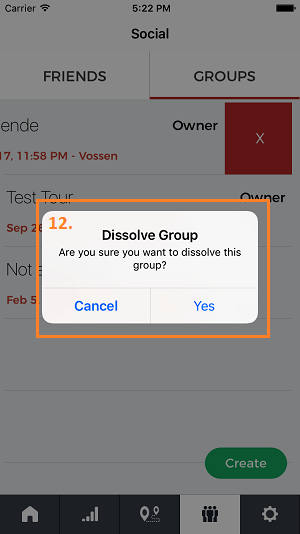 Carrier 5:22 PM
Social
FRIENDS GROUPS
ende Owner X
17, 11:58 PM - Vossen
Test Tour Owner
Sep 28
12.
Dissolve Group
Are you sure you want to dissolve this
group?
Cancel Yes
Not
Feb 5
Create